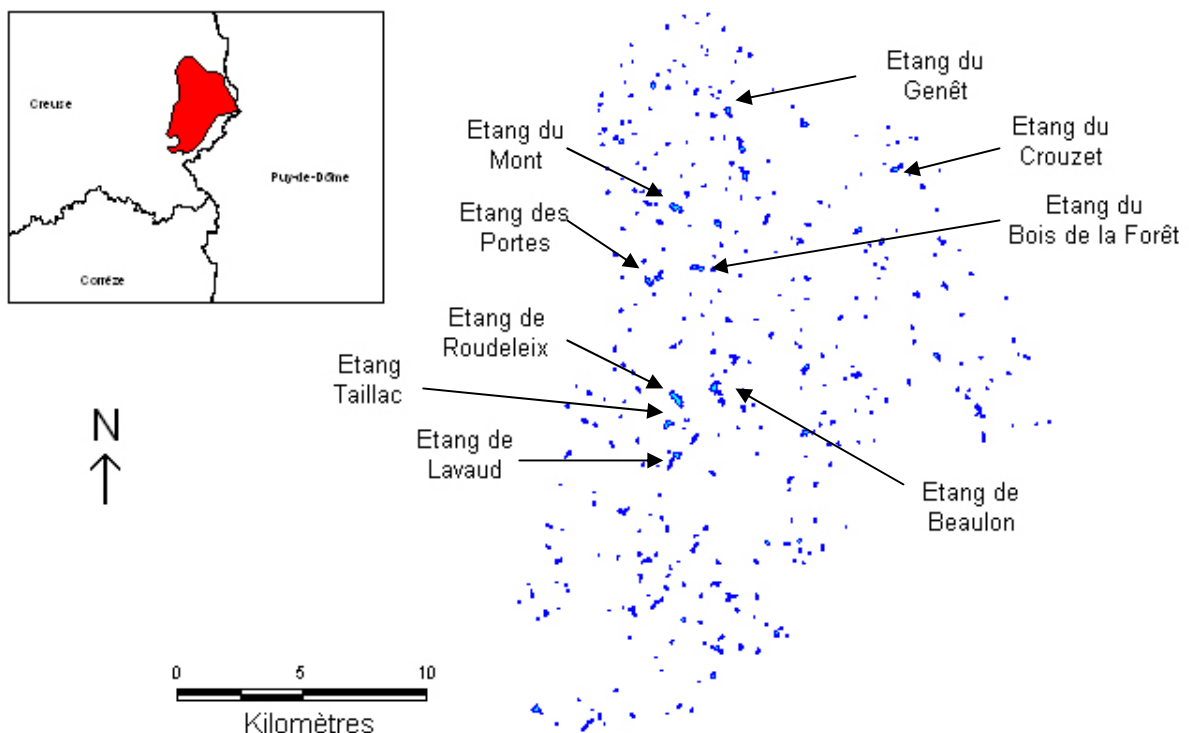 Creuse
Puy-de-Dôme
Corrèze
Etang du
Genêt
Etang du
Mont
Etang du
Crouzet
Etang des
Portes
Etang du
Bois de la Forêt
Etang de
Roudeleix
Etang
Taillac
Etang de
Lavaud
Etang de
Beaulon
N
0 5 10
Kilomètres